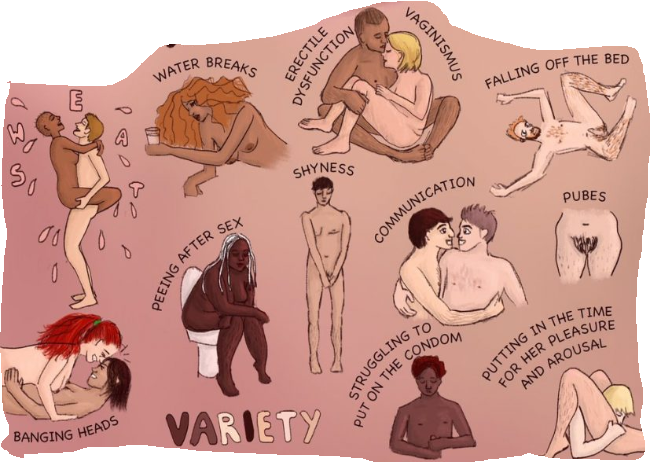 SWEAT
WATER BREAKS
ERECTILE
DYSFUNCTION
VAGINISMUS
FALLING OFF THE BED
SHYNESS
COMMUNICATION
PUBES
PEEING AFTER SEX
STRUGGLING TO
PUT ON THE CONDOM
PUTTING IN THE TIME
FOR HER PLEASURE
AND AROUSAL
BANGING HEADS
VARIETY